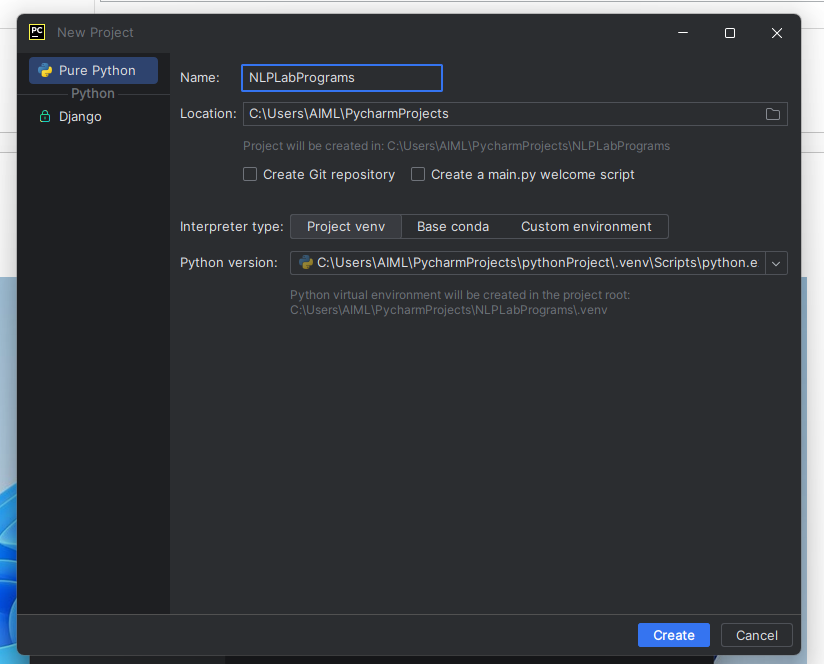 PC New Project
Pure Python
Python
Django
Name: NLPLabPrograms
Location: C:\Users\AIML\PycharmProjects
Project will be created in: C:\Users\AIML\PycharmProjects\NLPLabPrograms
Create Git repository Create a main.py welcome script
Interpreter type: Project venv Base conda Custom environment
Python version: C:\Users\AIML\PycharmProjects\pythonProject\.venv\Scripts\python.e
Python virtual environment will be created in the project root:
C:\Users\AIML\PycharmProjects\NLPLabPrograms\.venv
Create Cancel